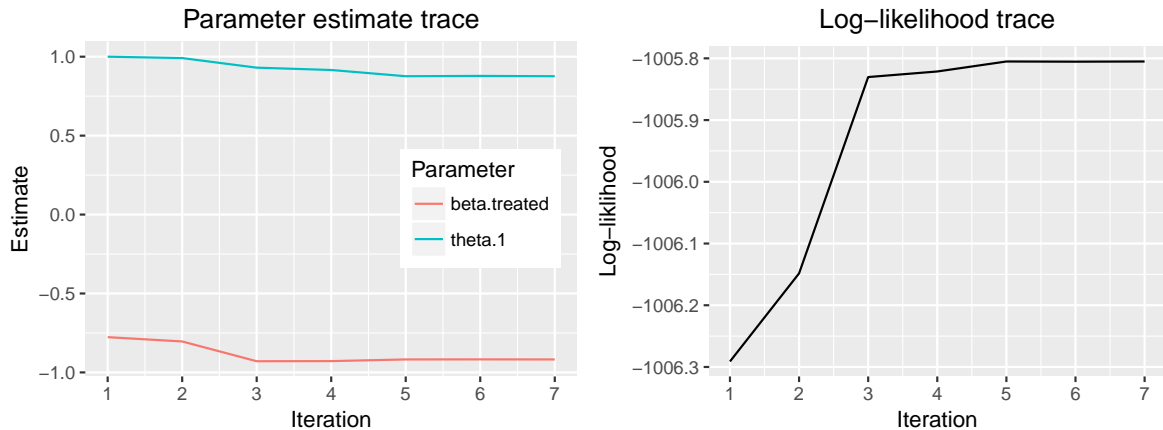 Parameter estimate trace
1.0
0.5
0.0
−0.5
−1.0
Estimate
Parameter
beta.treated
theta.1
1 2 3 4 5 6 7
Iteration
Log−likelihood trace
−1005.8
−1005.9
−1006.0
−1006.1
−1006.2
−1006.3
Log−liklihood
1 2 3 4 5 6 7
Iteration